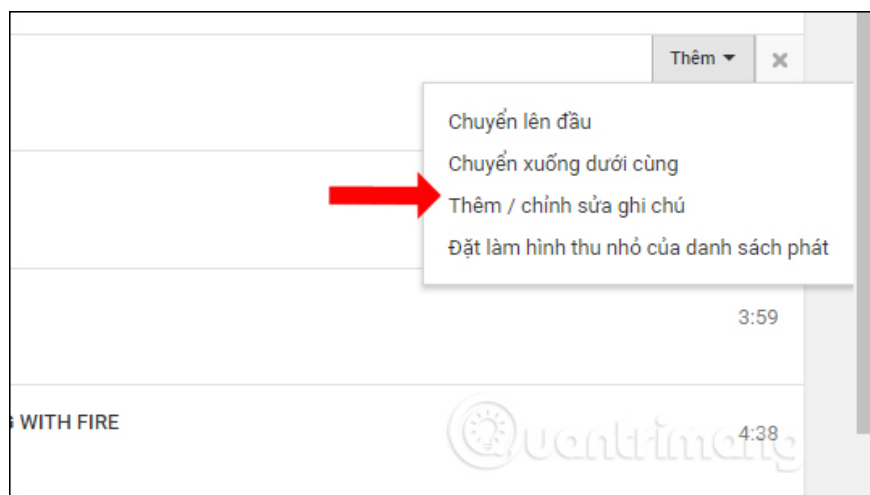 Thêm
Chuyển lên đầu
Chuyển xuống dưới cùng
Thêm / chỉnh sửa ghi chú
Đặt làm hình thu nhỏ của danh sách phát
3:59
WITH FIRE
4:38
Quantrimang